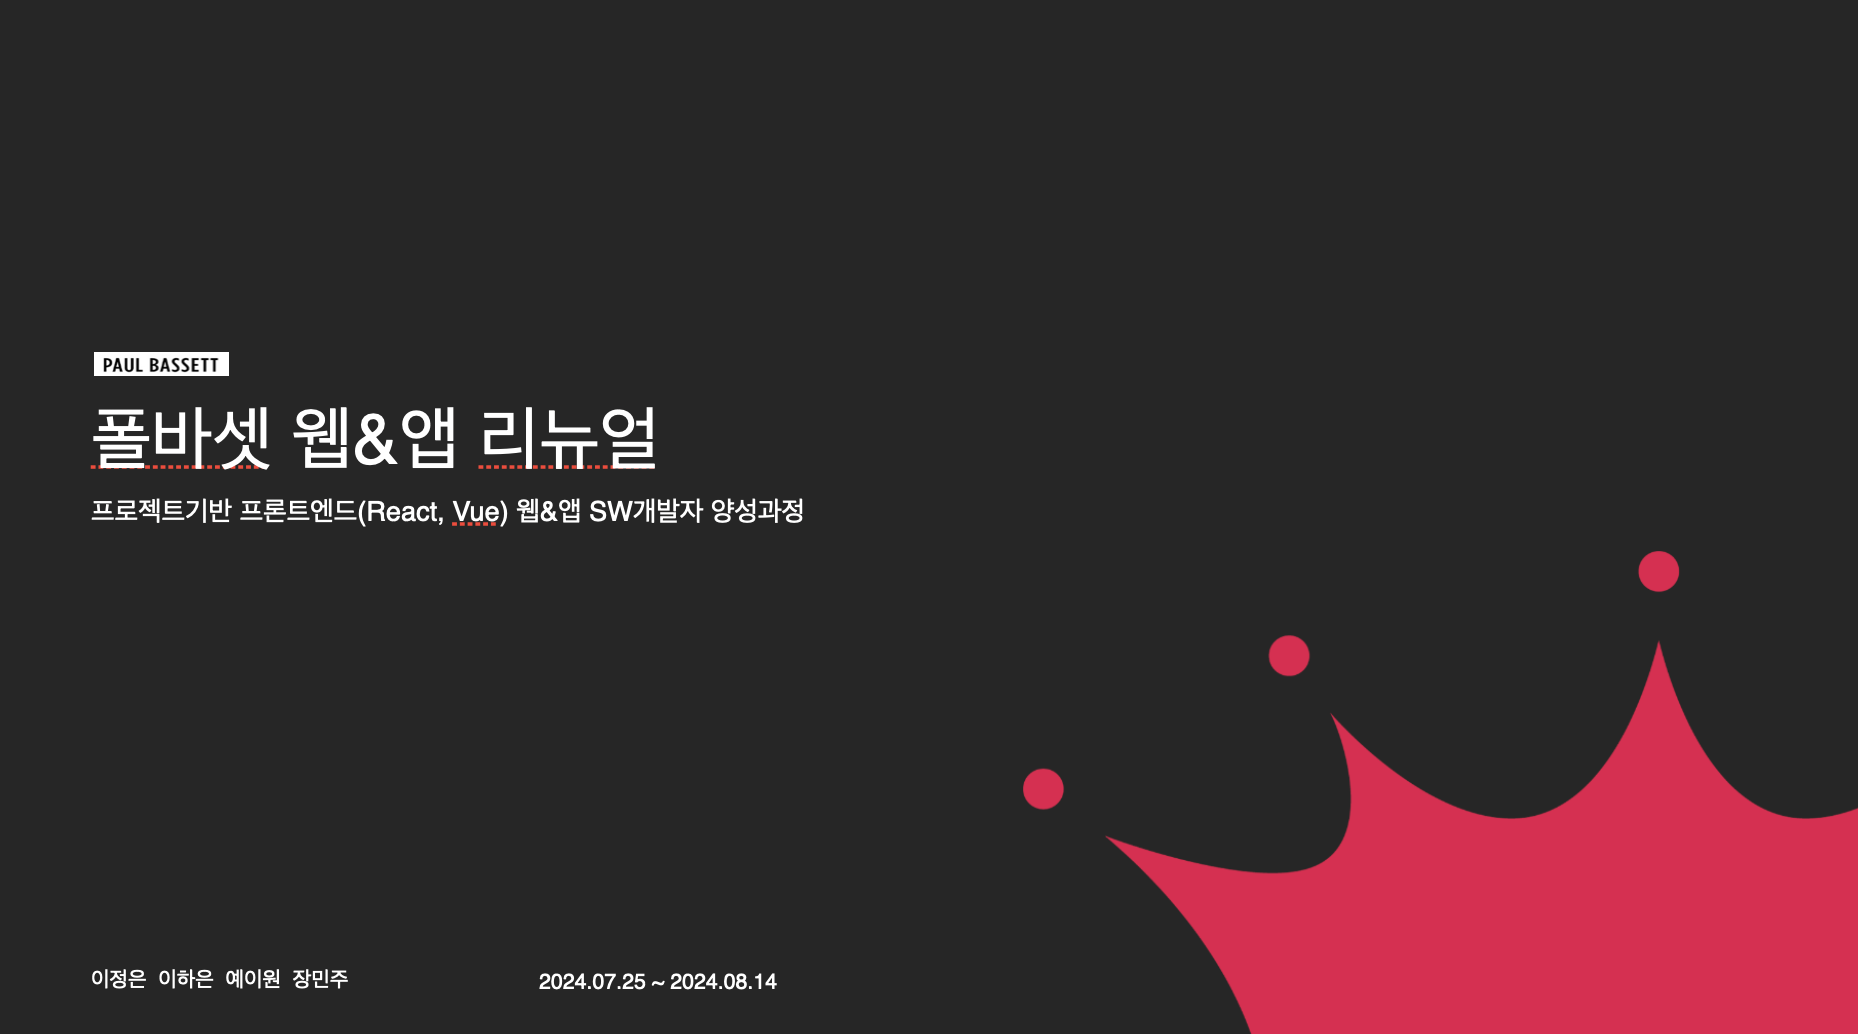 PAUL BASSETT
폴바셋 웹&앱 리뉴얼
프로젝트기반 프론트엔드(React, Vue) 웹&앱 SW개발자 양성과정
이정은 이하은 예이원 장민주
2024.07.25 ~ 2024.08.14